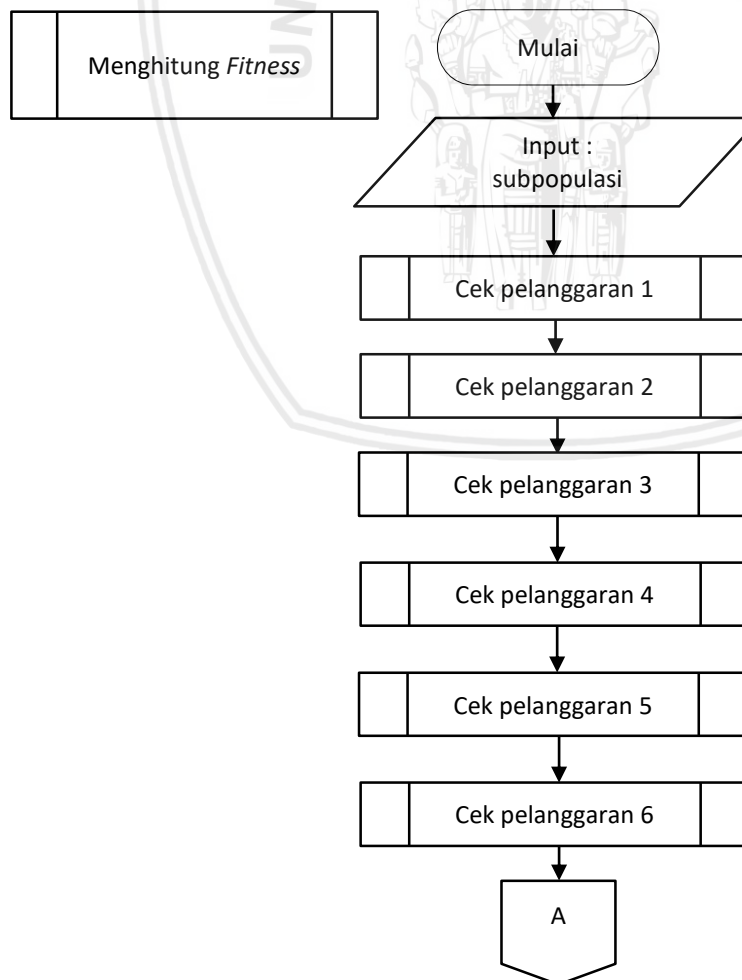 Menghitung Fitness
Mulai
Input :
subpopulasi
Cek pelanggaran 1
Cek pelanggaran 2
Cek pelanggaran 3
Cek pelanggaran 4
Cek pelanggaran 5
Cek pelanggaran 6
A
UN